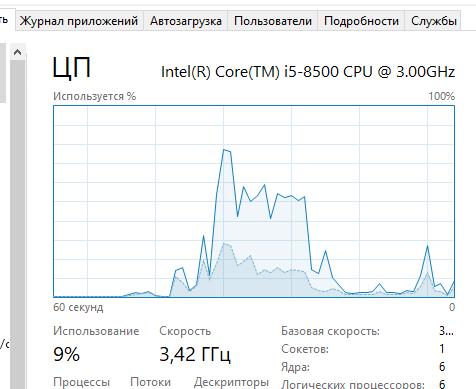 ть Журнал приложений Автозагрузка Пользователи Подробности Службы
ЦП Intel(R) Core(TM) i5-8500 CPU @ 3.00GHz
Используется % 100%
60 секунд 0
Использование Скорость Базовая скорость: 3...
9% 3,42 ГГц Сокетов: 1
Ядра: 6
Процессы Потоки Дескрипторы Логических процессоров: 6